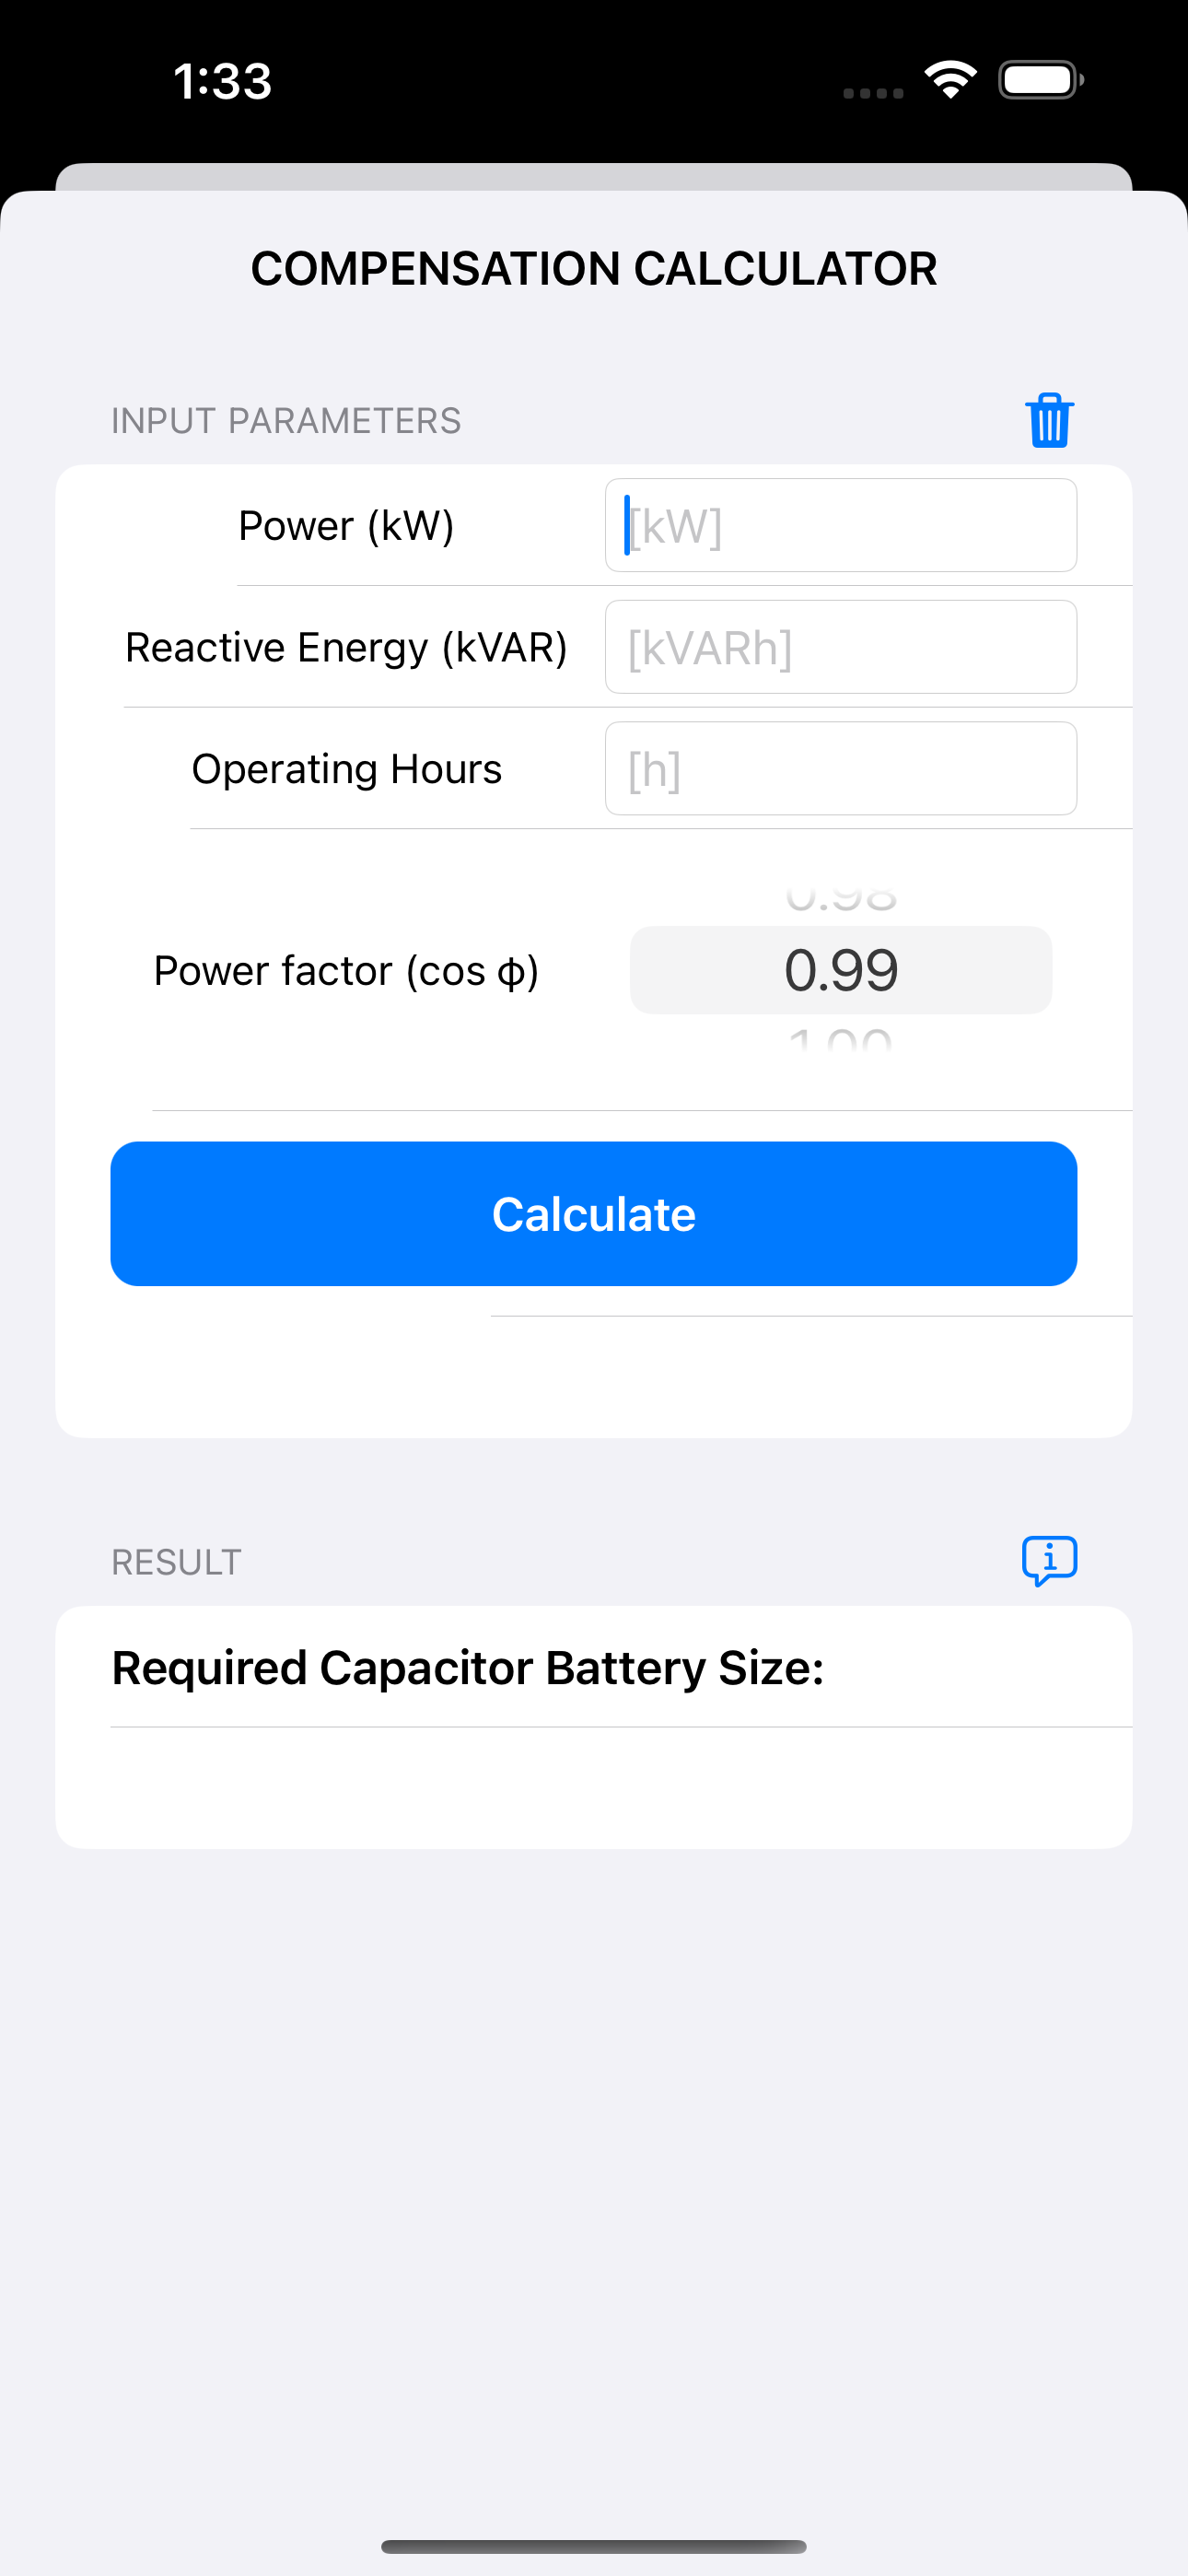 1:33
COMPENSATION CALCULATOR
INPUT PARAMETERS
Power (kW) [kW]
Reactive Energy (kVAR) [kVARh]
Operating Hours [h]
0.98
Power factor (cos φ) 0.99
1.00
Calculate
RESULT
Required Capacitor Battery Size: